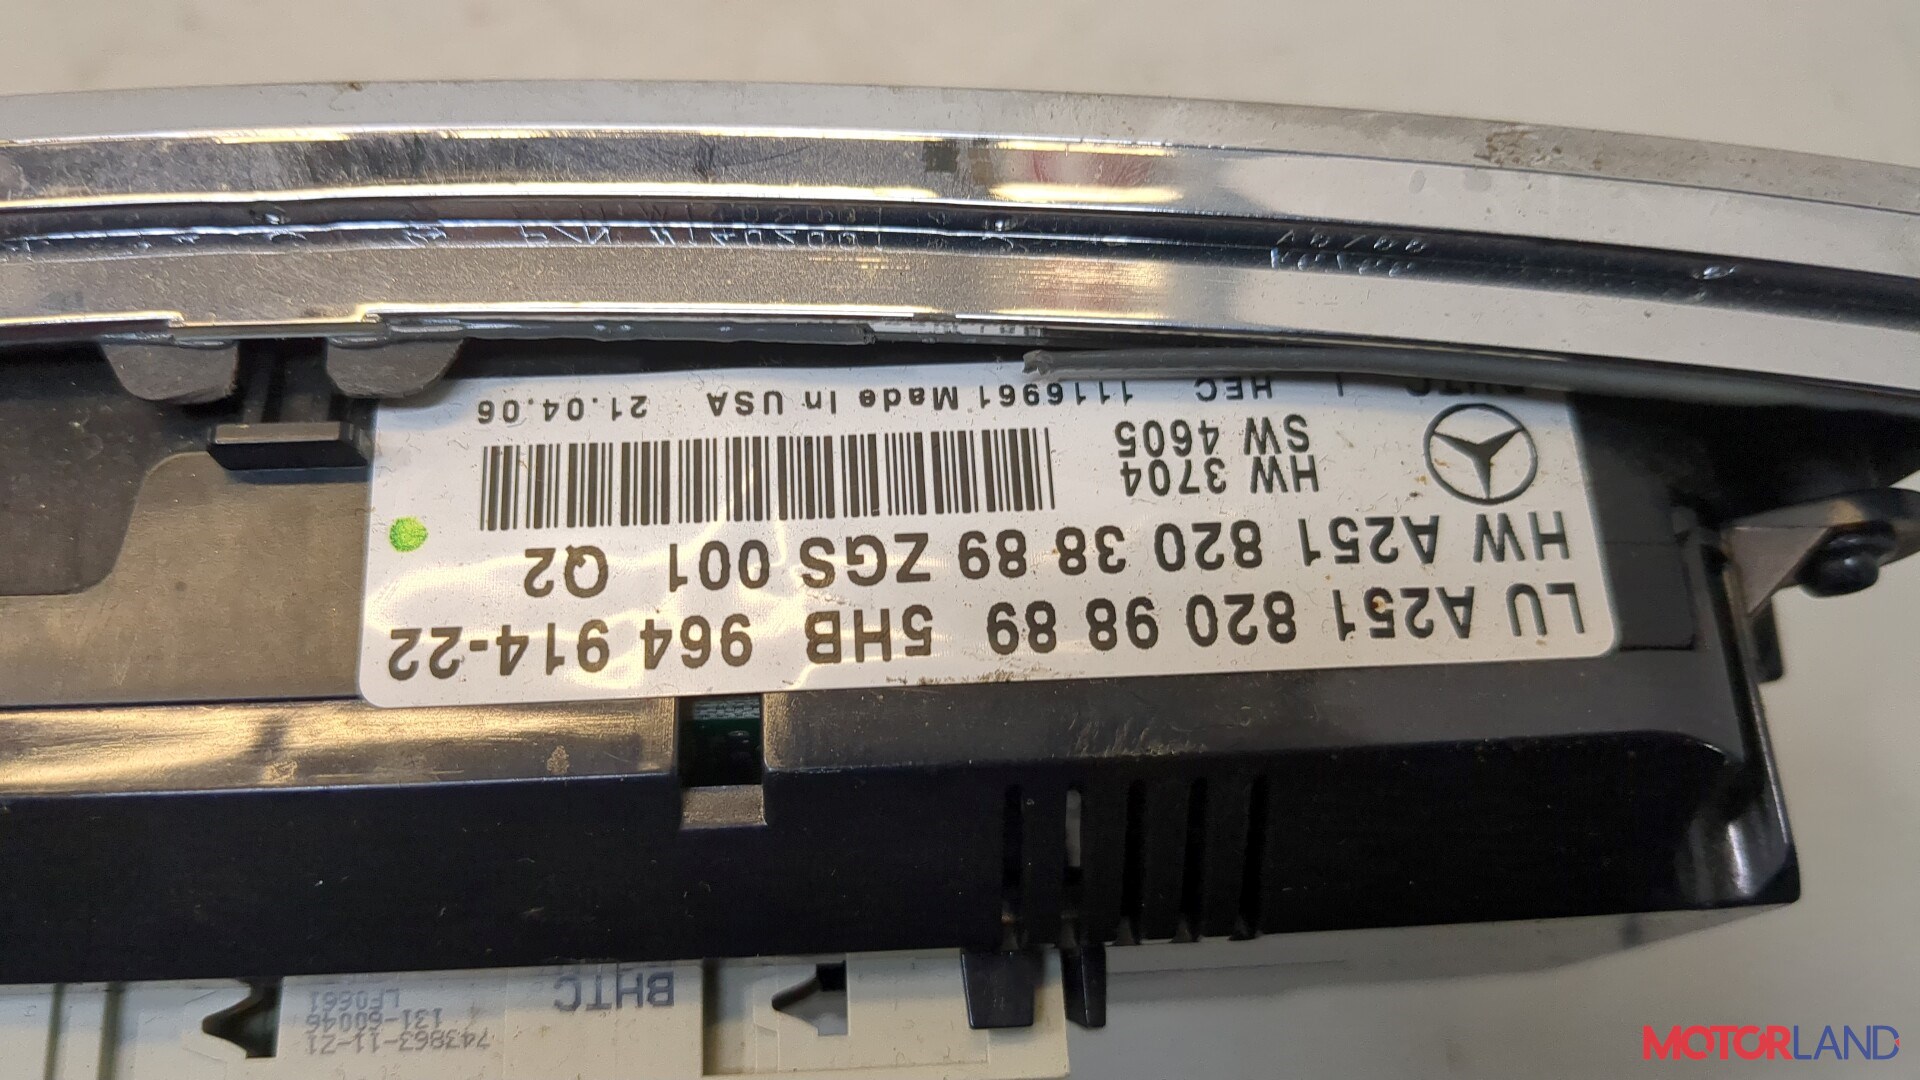 LU A251 820 98 89 5HB 964 914-22
HW A251 820 38 89 ZGS 001 Q2
HW 3704
SW 4605
BHTC HEC 1116961 Made In USA 21.04.06
BHTC
743863-11-21
131-60046
LF0661
MOTORLAND